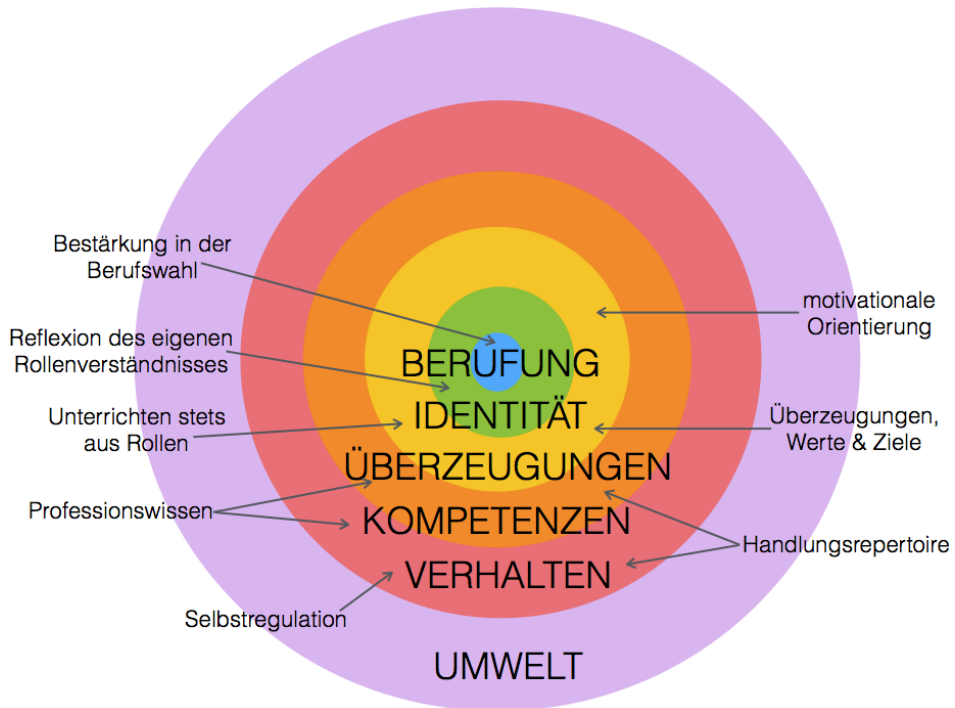 Bestärkung in der
Berufswahl
Reflexion des eigenen
Rollenverständnisses
Unterrichten stets
aus Rollen
Professionswissen
Selbstregulation
BERUFUNG
IDENTITÄT
ÜBERZEUGUNGEN
KOMPETENZEN
VERHALTEN
UMWELT
motivationale
Orientierung
Überzeugungen,
Werte & Ziele
Handlungsrepertoire